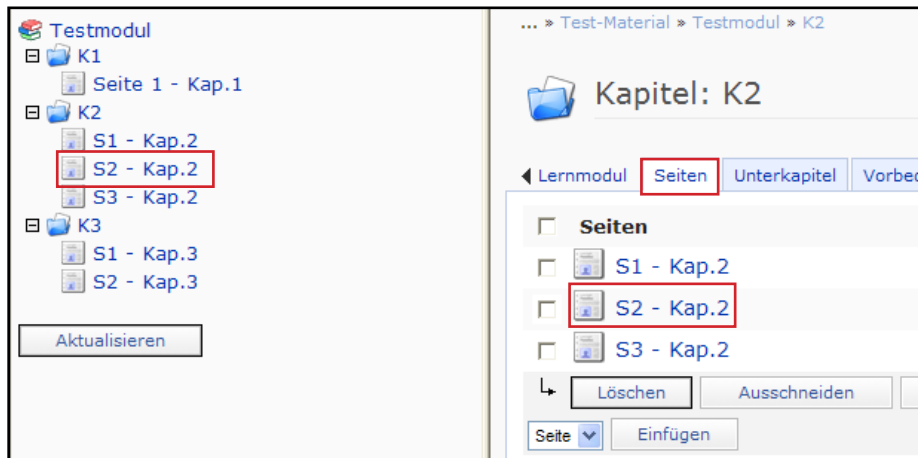 Testmodul
K1
Seite 1 - Kap.1
K2
S1 - Kap.2
S2 - Kap.2
S3 - Kap.2
K3
S1 - Kap.3
S2 - Kap.3
Aktualisieren
... » Test-Material » Testmodul » K2
Kapitel: K2
Lernmodul Seiten Unterkapitel Vorbed
Seiten
S1 - Kap.2
S2 - Kap.2
S3 - Kap.2
Löschen Ausschneiden
Seite Einfügen